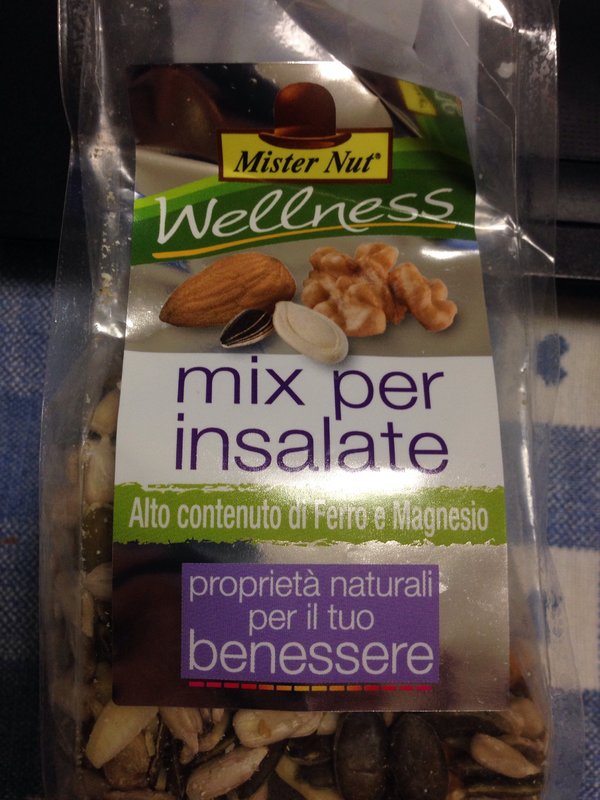 Mister Nut®
Wellness
mix per
insalate
Alto contenuto di Ferro e Magnesio
proprietà naturali
per il tuo
benessere